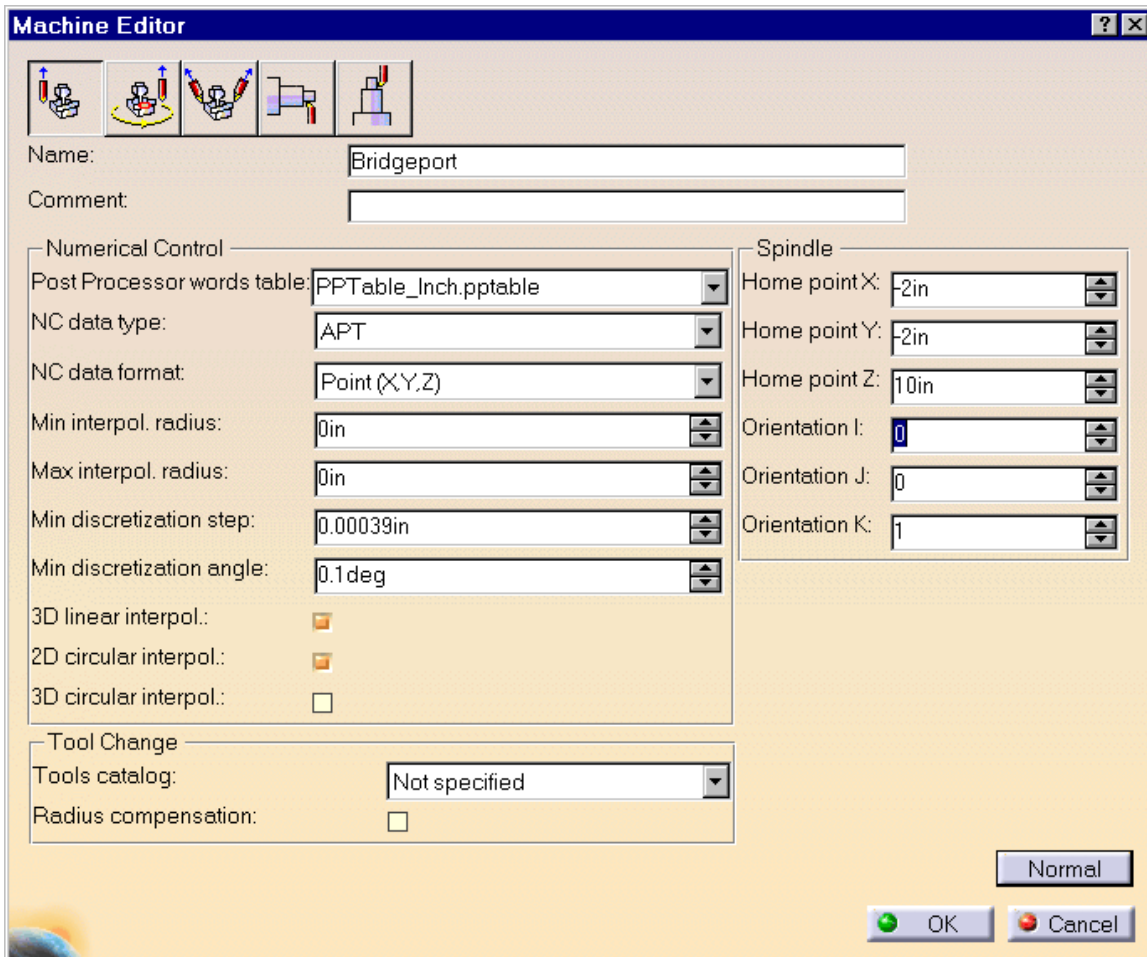 Machine Editor
Name: Bridgeport
Comment:
Numerical Control
Post Processor words table: PPTable_Inch.pptable
NC data type: APT
NC data format: Point (X,Y,Z)
Min interpol. radius: 0in
Max interpol. radius: 0in
Min discretization step: 0.00039in
Min discretization angle: 0.1deg
3D linear interpol.:
2D circular interpol.:
3D circular interpol.:
Spindle
Home point X: -2in
Home point Y: -2in
Home point Z: 10in
Orientation I: 0
Orientation J: 0
Orientation K: 1
Tool Change
Tools catalog: Not specified
Radius compensation:
Normal
OK Cancel